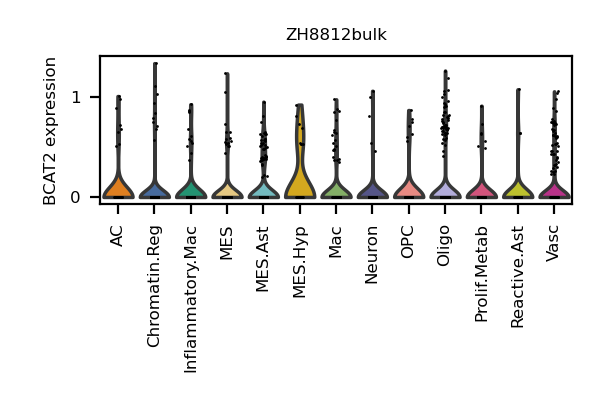 ZH8812bulk
BCAT2 expression
1
0
AC
Chromatin.Reg
Inflammatory.Mac
MES
MES.Ast
MES.Hyp
Mac
Neuron
OPC
Oligo
Prolif.Metab
Reactive.Ast
Vasc